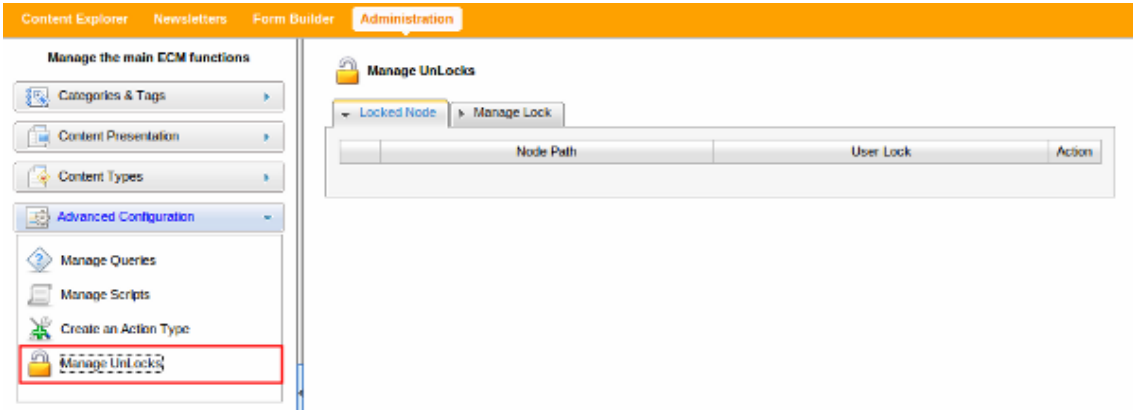 Content Explorer Newsletters Form Builder Administration
Manage the main ECM functions
Categories & Tags
Content Presentation
Content Types
Advanced Configuration
Manage Queries
Manage Scripts
Create an Action Type
Manage UnLocks
Manage UnLocks
Locked Node Manage Lock
Node Path User Lock Action